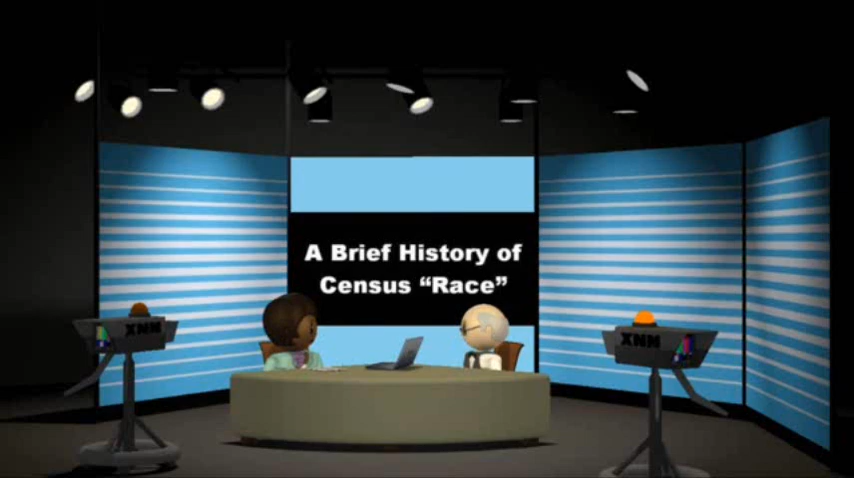 A Brief History of
Census “Race”
XNN
XNN